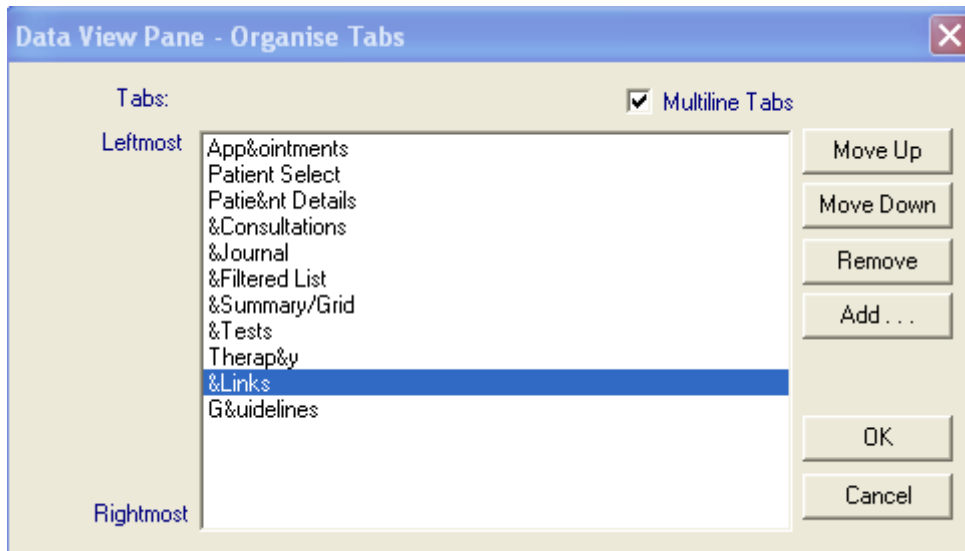 Data View Pane - Organise Tabs
Tabs:
Multiline Tabs
Leftmost
App&ointments
Patient Select
Patie&nt Details
&Consultations
&Journal
&Filtered List
&Summary/Grid
&Tests
Therap&y
&Links
G&uidelines
Rightmost
Move Up
Move Down
Remove
Add . . .
OK
Cancel